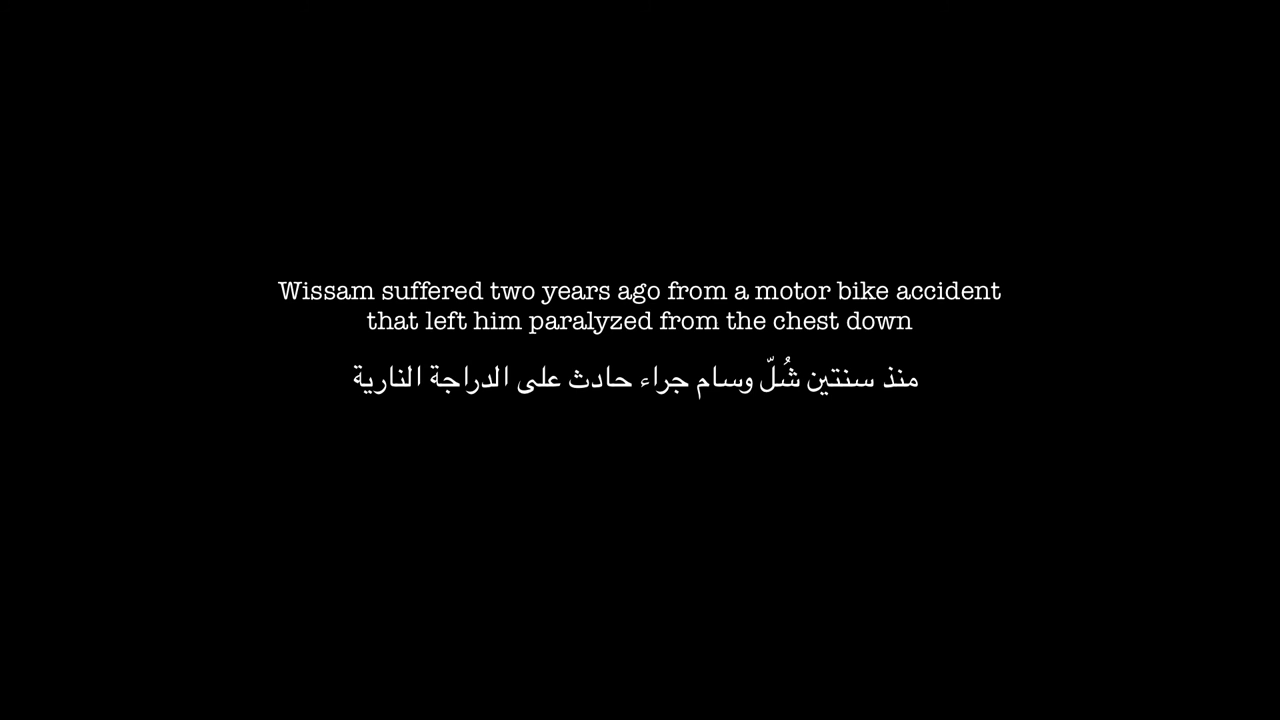 Wissam suffered two years ago from a motor bike accident
that left him paralyzed from the chest down
منذ سنتين شُلّ وسام جراء حادث على الدراجة النارية